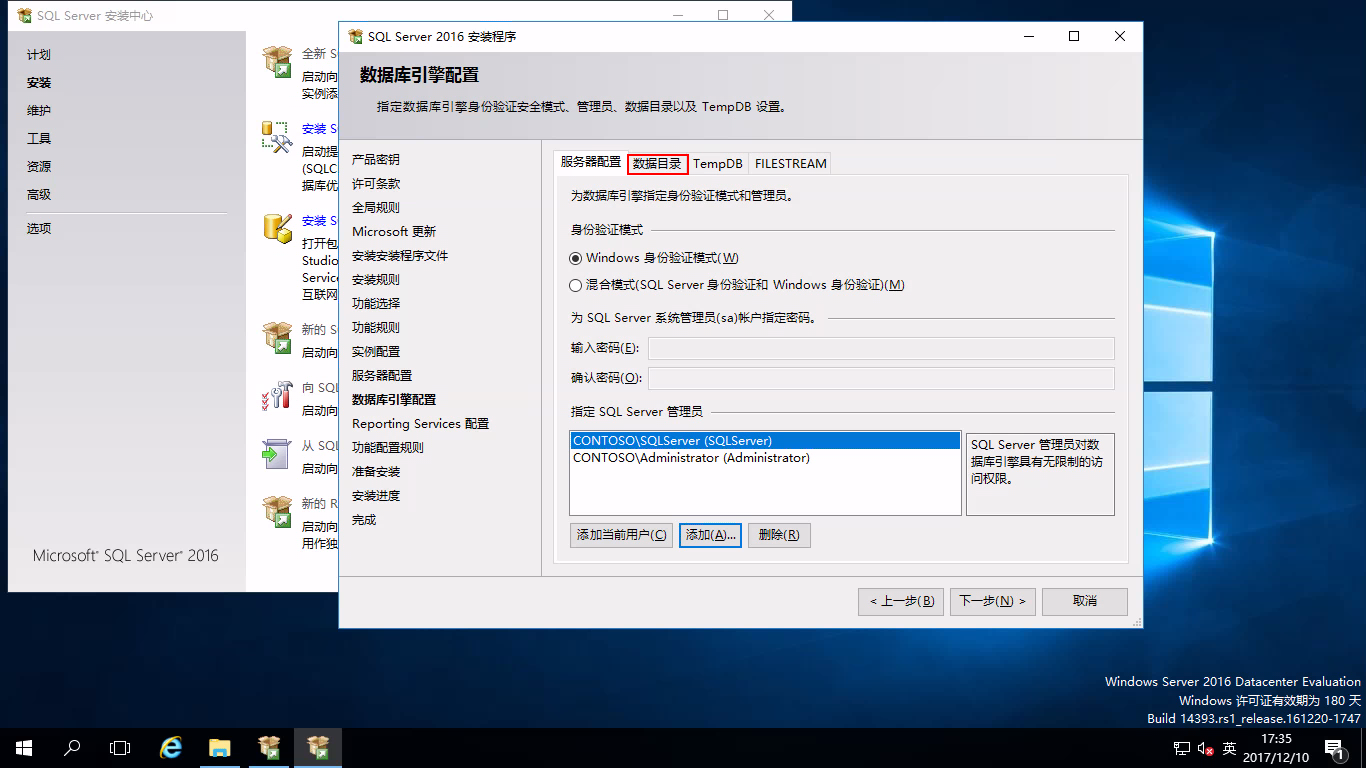 SQL Server 安装中心
计划
安装
维护
工具
资源
高级
选项
Microsoft® SQL Server® 2016
全新 S
启动向
实例添
安装 S
启动提
(SQLC
据库优
安装 S
打开包
Studio
Service
互联网
新的 S
启动向
向 SQL
启动向
从 SQL
启动向
新的 R
启动向
用作独
SQL Server 2016 安装程序
数据库引擎配置
指定数据库引擎身份验证安全模式、管理员、数据目录以及 TempDB 设置。
产品密钥
许可条款
全局规则
Microsoft 更新
安装安装程序文件
安装规则
功能选择
功能规则
实例配置
服务器配置
数据库引擎配置
Reporting Services 配置
功能配置规则
准备安装
安装进度
完成
服务器配置 数据目录 TempDB FILESTREAM
为数据库引擎指定身份验证模式和管理员。
身份验证模式
Windows 身份验证模式(W)
混合模式(SQL Server 身份验证和 Windows 身份验证)(M)
为 SQL Server 系统管理员(sa)帐户指定密码。
输入密码(E):
确认密码(O):
指定 SQL Server 管理员
CONTOSO\SQLServer (SQLServer)
CONTOSO\Administrator (Administrator)
SQL Server 管理员对数
据库引擎具有无限制的访
问权限。
添加当前用户(C) 添加(A)... 删除(R)
< 上一步(B) 下一步(N) > 取消
Windows Server 2016 Datacenter Evaluation
Windows 许可证有效期为 180 天
Build 14393.rs1_release.161220-1747
英
17:35
2017/12/10
1